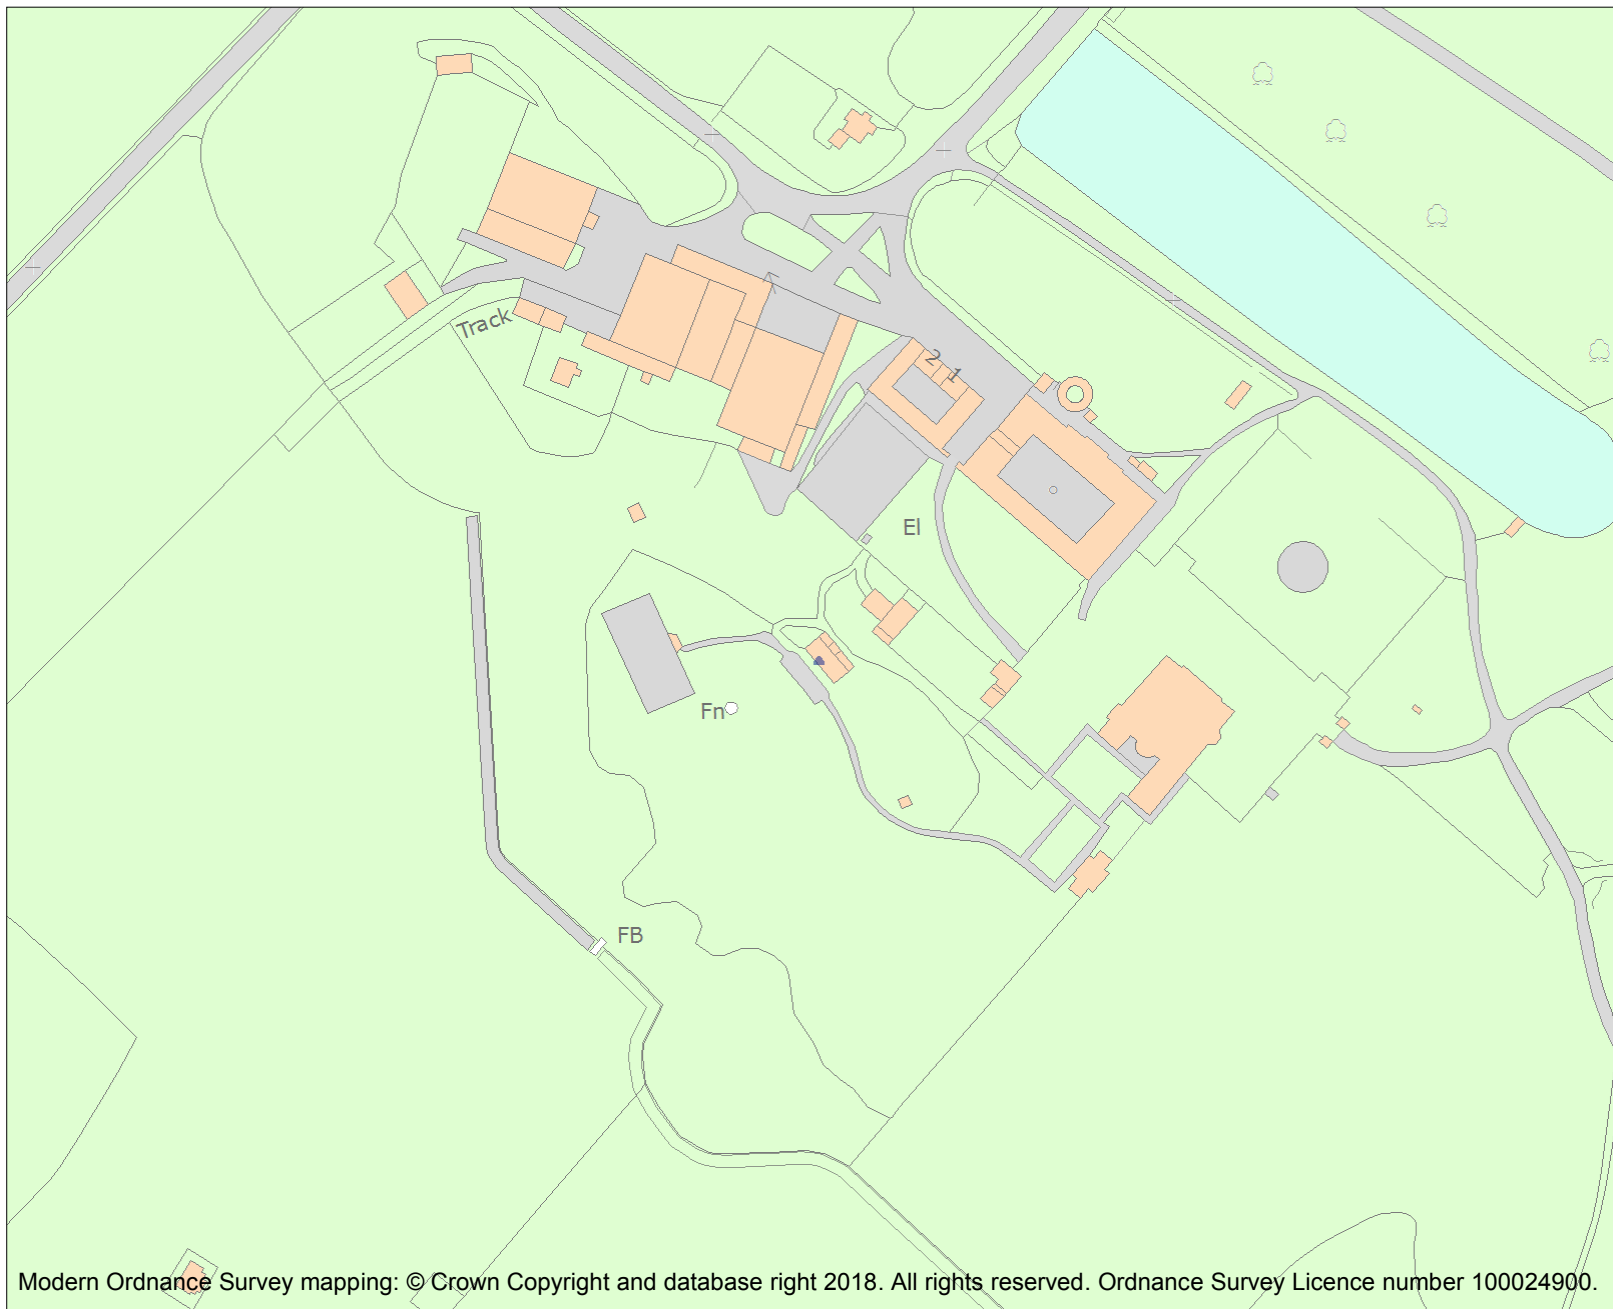 Track
2
1
El
Fn
FB
Modern Ordnance Survey mapping: © Crown Copyright and database right 2018. All rights reserved. Ordnance Survey Licence number 100024900.